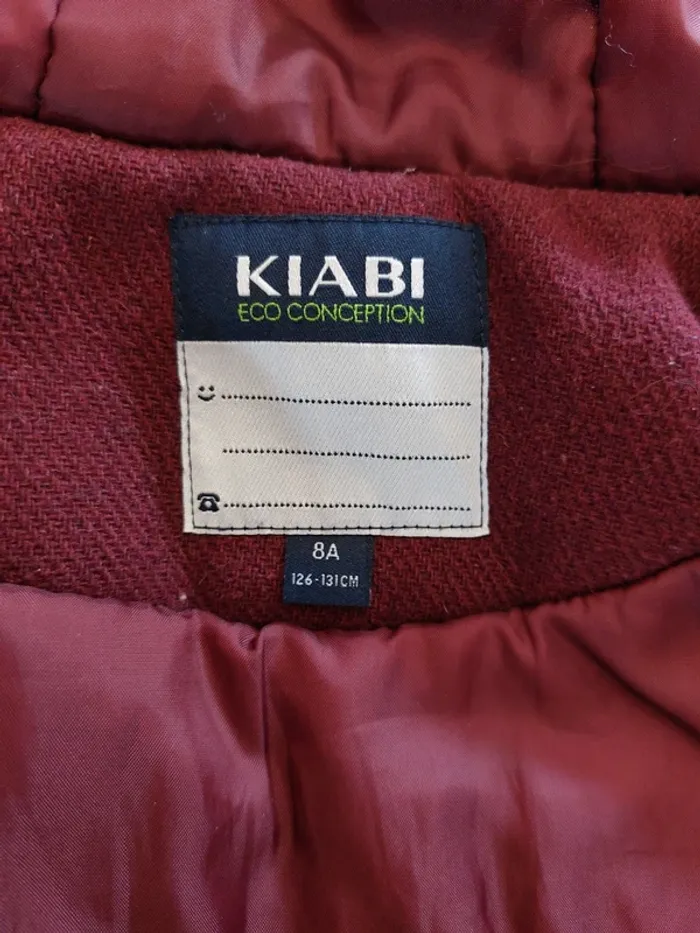 KIABI
ECO CONCEPTION
8A
126-131CM